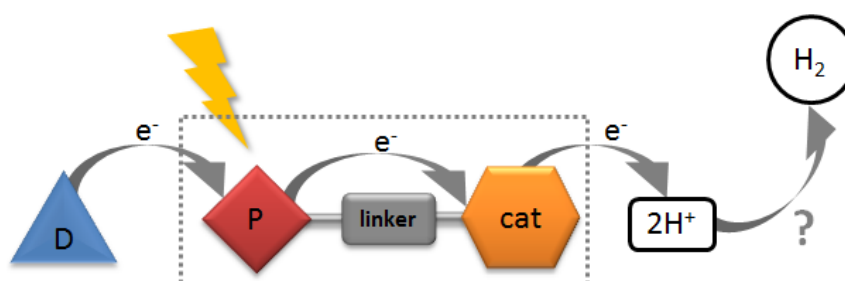 H₂
e⁻ e⁻ e⁻
D P linker cat 2H⁺ ?